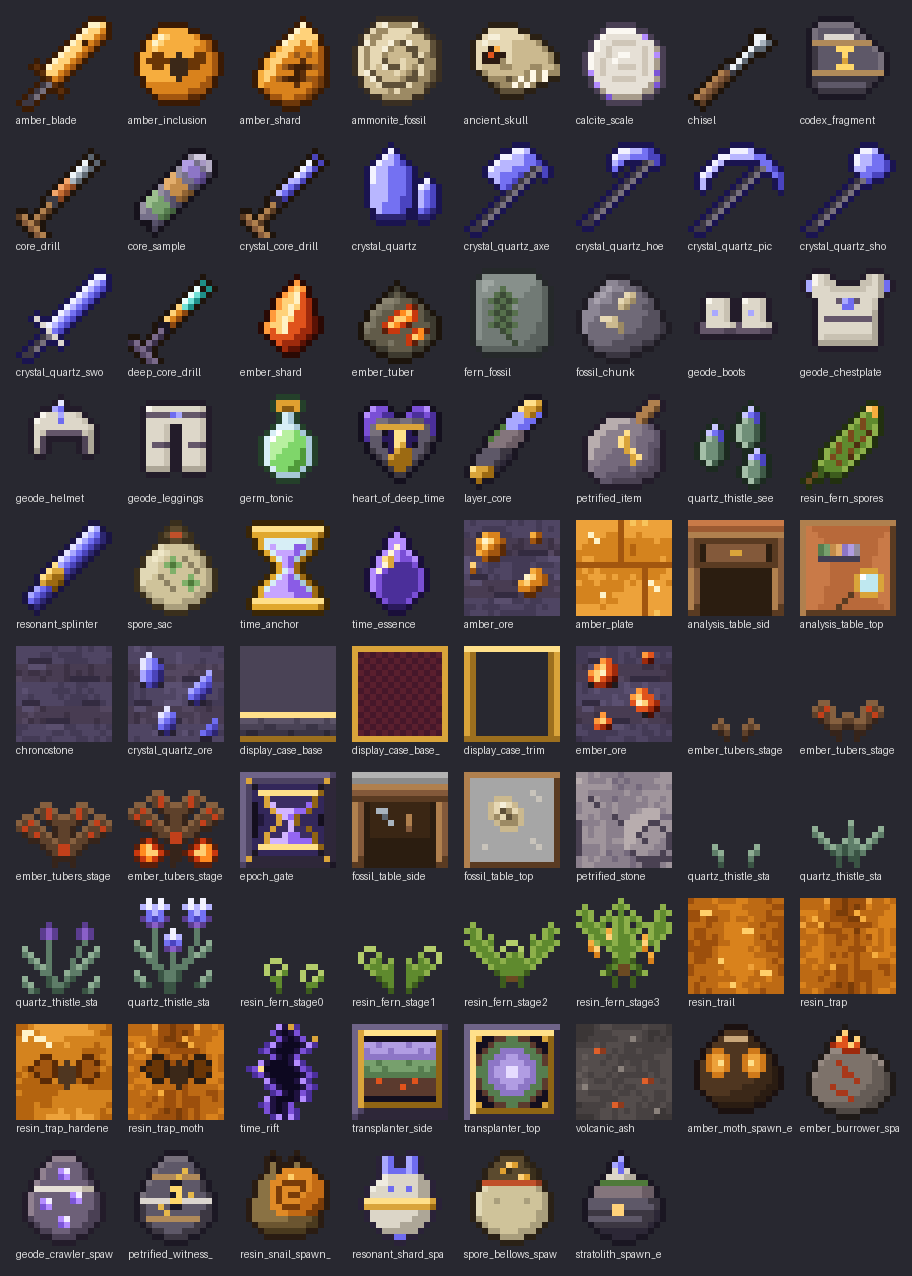 amber_blade amber_inclusion amber_shard ammonite_fossil ancient_skull calcite_scale chisel codex_fragment
core_drill core_sample crystal_core_drill crystal_quartz crystal_quartz_axe crystal_quartz_hoe crystal_quartz_pic crystal_quartz_sho
crystal_quartz_swo deep_core_drill ember_shard ember_tuber fern_fossil fossil_chunk geode_boots geode_chestplate
geode_helmet geode_leggings germ_tonic heart_of_deep_time layer_core petrified_item quartz_thistle_see resin_fern_spores
resonant_splinter spore_sac time_anchor time_essence amber_ore amber_plate analysis_table_sid analysis_table_top
chronostone crystal_quartz_ore display_case_base display_case_base_ display_case_trim ember_ore ember_tubers_stage ember_tubers_stage
ember_tubers_stage ember_tubers_stage epoch_gate fossil_table_side fossil_table_top petrified_stone quartz_thistle_sta quartz_thistle_sta
quartz_thistle_sta quartz_thistle_sta resin_fern_stage0 resin_fern_stage1 resin_fern_stage2 resin_fern_stage3 resin_trail resin_trap
resin_trap_hardene resin_trap_moth time_rift transplanter_side transplanter_top volcanic_ash amber_moth_spawn_e ember_burrower_spa
geode_crawler_spaw petrified_witness_ resin_snail_spawn_ resonant_shard_spa spore_bellows_spaw stratolith_spawn_e